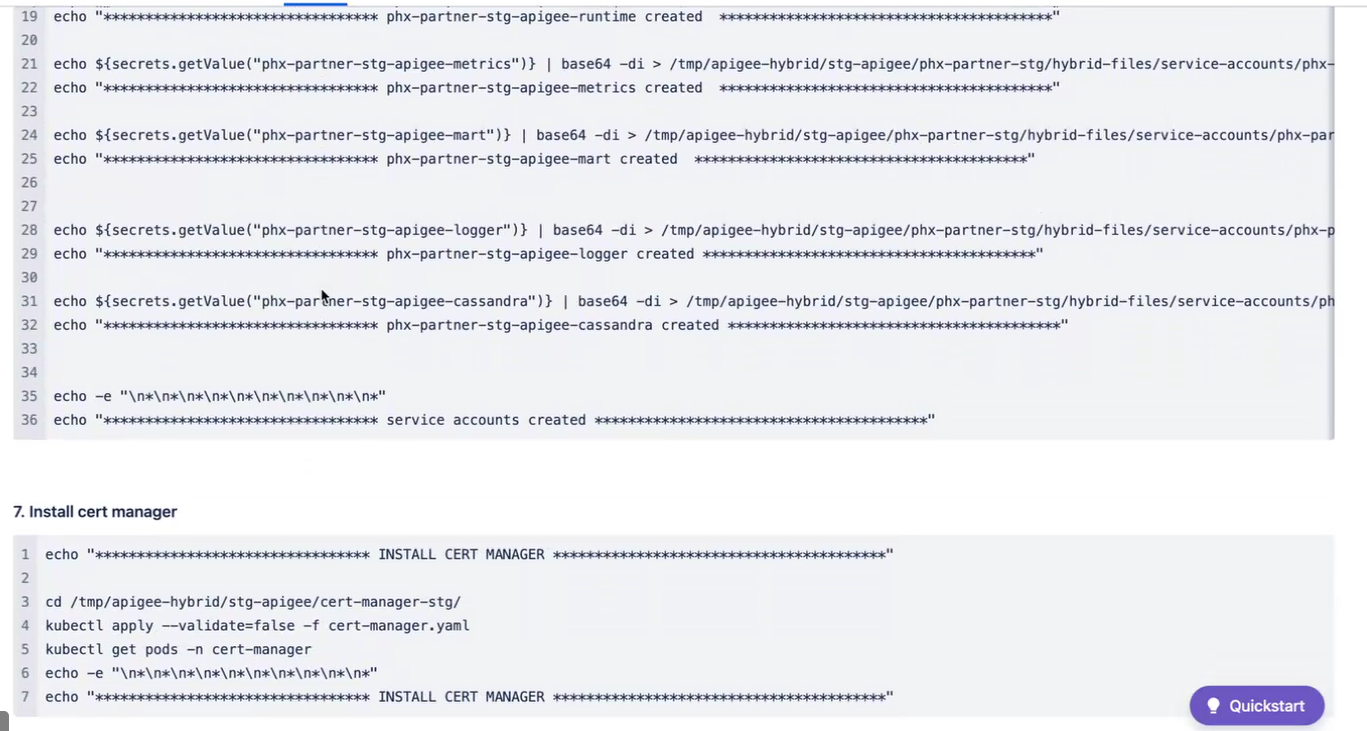 19 echo "********************************* phx-partner-stg-apigee-runtime created  ****************************************"
20
21 echo ${secrets.getValue("phx-partner-stg-apigee-metrics")} | base64 -di > /tmp/apigee-hybrid/stg-apigee/phx-partner-stg/hybrid-files/service-accounts/phx-
22 echo "********************************* phx-partner-stg-apigee-metrics created  ****************************************"
23
24 echo ${secrets.getValue("phx-partner-stg-apigee-mart")} | base64 -di > /tmp/apigee-hybrid/stg-apigee/phx-partner-stg/hybrid-files/service-accounts/phx-par
25 echo "********************************* phx-partner-stg-apigee-mart created  ****************************************"
26
27
28 echo ${secrets.getValue("phx-partner-stg-apigee-logger")} | base64 -di > /tmp/apigee-hybrid/stg-apigee/phx-partner-stg/hybrid-files/service-accounts/phx-p
29 echo "********************************* phx-partner-stg-apigee-logger created ****************************************"
30
31 echo ${secrets.getValue("phx-partner-stg-apigee-cassandra")} | base64 -di > /tmp/apigee-hybrid/stg-apigee/phx-partner-stg/hybrid-files/service-accounts/ph
32 echo "********************************* phx-partner-stg-apigee-cassandra created ****************************************"
33
34
35 echo -e "\n*\n*\n*\n*\n*\n*\n*\n*\n*\n*"
36 echo "********************************* service accounts created ****************************************"
7. Install cert manager
1 echo "********************************* INSTALL CERT MANAGER ****************************************"
2
3 cd /tmp/apigee-hybrid/stg-apigee/cert-manager-stg/
4 kubectl apply --validate=false -f cert-manager.yaml
5 kubectl get pods -n cert-manager
6 echo -e "\n*\n*\n*\n*\n*\n*\n*\n*\n*\n*"
7 echo "********************************* INSTALL CERT MANAGER ****************************************"
Quickstart